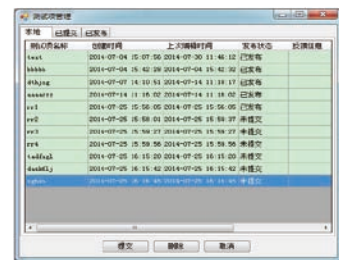 测试项管理
本地 已提交 已发布
测试项名称 创建时间 上次编辑时间 发布状态 反馈信息
test 2014-07-04 15:07:56 2014-07-30 11:46:12 已发布
bbbbb 2014-07-04 15:42:28 2014-07-04 15:42:32 已发布
2014-07-07 14:10:51 2014-07-14 11:18:17 已发布
2014-07-14 11:16:02 2014-07-14 11:18:02 已发布
rr1 2014-07-25 15:56:05 2014-07-25 15:56:05 已发布
rr2 2014-07-25 15:58:01 2014-07-25 15:58:37 未提交
rr3 2014-07-25 15:59:27 2014-07-25 15:59:27 未提交
rr4 2014-07-25 15:59:56 2014-07-25 15:59:56 未提交
2014-07-25 16:15:20 2014-07-25 16:15:20 未提交
2014-07-25 16:15:42 2014-07-25 16:15:42 未提交
未提交
提交 删除 取消